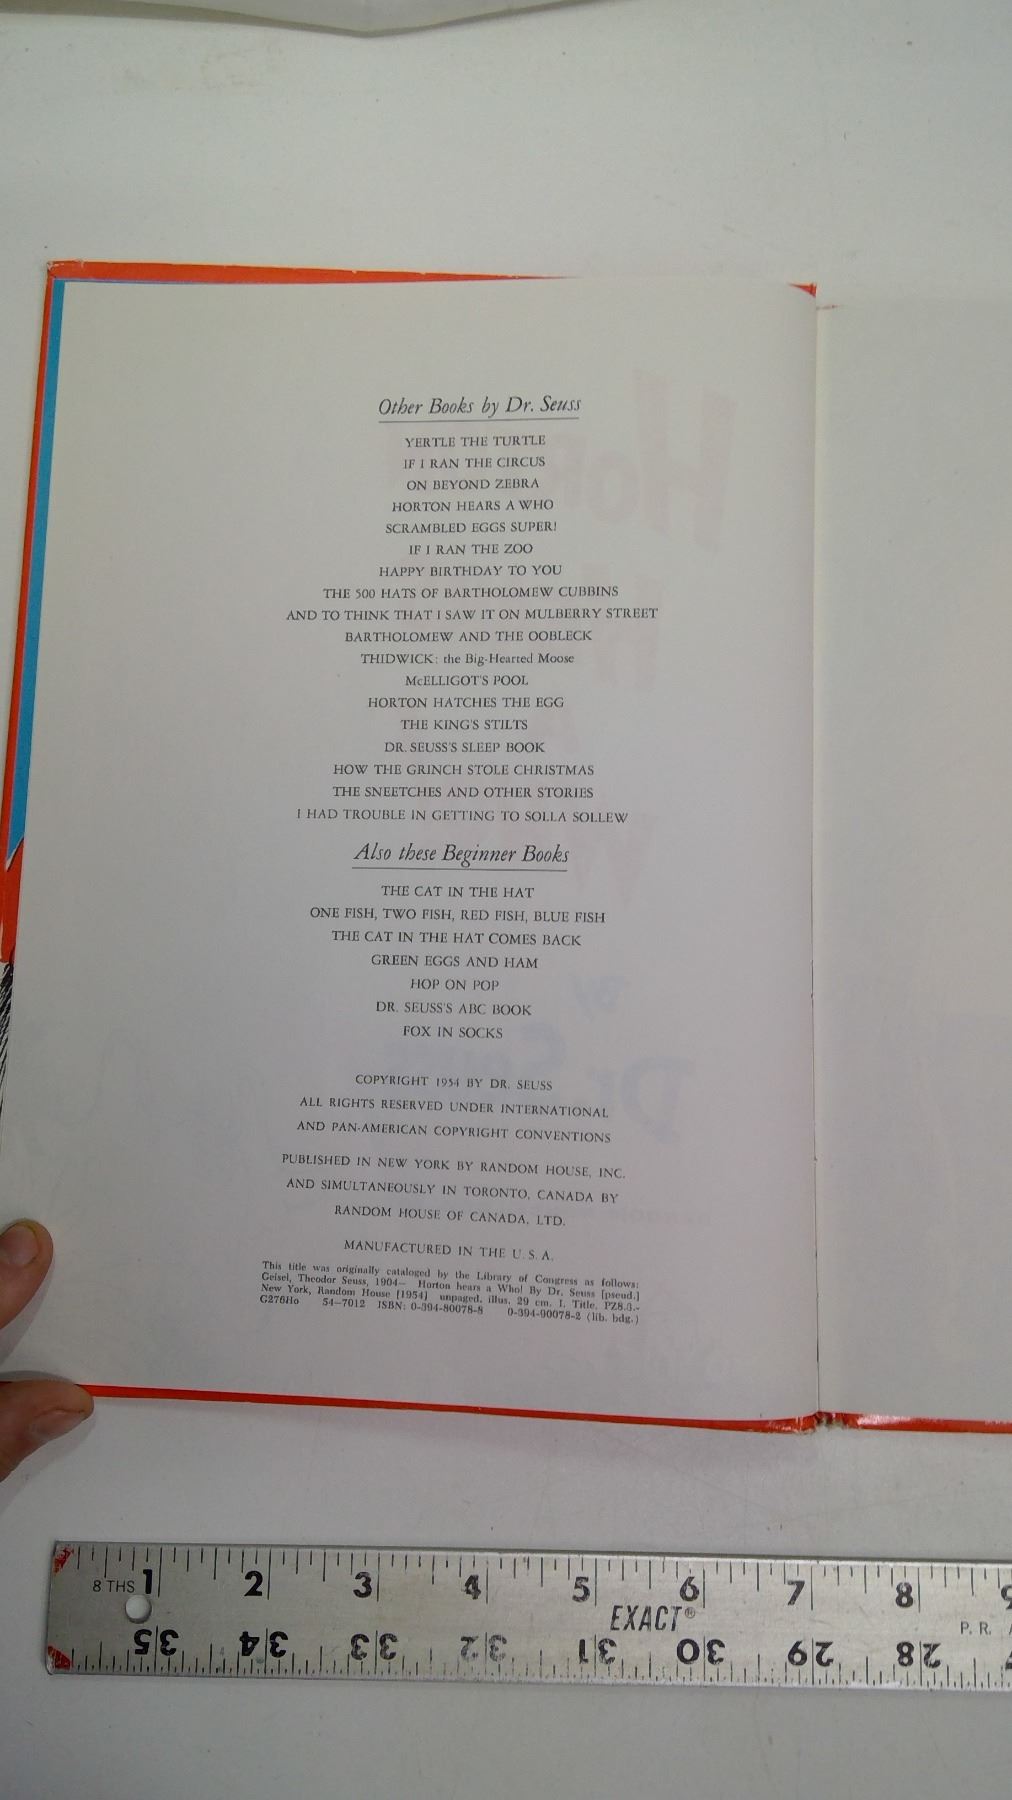 Other Books by Dr. Seuss
YERTLE THE TURTLE
IF I RAN THE CIRCUS
ON BEYOND ZEBRA
HORTON HEARS A WHO
SCRAMBLED EGGS SUPER!
IF I RAN THE ZOO
HAPPY BIRTHDAY TO YOU
THE 500 HATS OF BARTHOLOMEW CUBBINS
AND TO THINK THAT I SAW IT ON MULBERRY STREET
BARTHOLOMEW AND THE OOBLECK
THIDWICK: the Big-Hearted Moose
McELLIGOT'S POOL
HORTON HATCHES THE EGG
THE KING'S STILTS
DR. SEUSS'S SLEEP BOOK
HOW THE GRINCH STOLE CHRISTMAS
THE SNEETCHES AND OTHER STORIES
I HAD TROUBLE IN GETTING TO SOLLA SOLLEW
Also these Beginner Books
THE CAT IN THE HAT
ONE FISH, TWO FISH, RED FISH, BLUE FISH
THE CAT IN THE HAT COMES BACK
GREEN EGGS AND HAM
HOP ON POP
DR. SEUSS'S ABC BOOK
FOX IN SOCKS
COPYRIGHT 1954 BY DR. SEUSS
ALL RIGHTS RESERVED UNDER INTERNATIONAL
AND PAN-AMERICAN COPYRIGHT CONVENTIONS
PUBLISHED IN NEW YORK BY RANDOM HOUSE, INC.
AND SIMULTANEOUSLY IN TORONTO, CANADA BY
RANDOM HOUSE OF CANADA, LTD.
MANUFACTURED IN THE U. S. A.
This title was originally cataloged by the Library of Congress as follows:
Geisel, Theodor Seuss, 1904– Horton hears a Who! By Dr. Seuss [pseud.]
New York, Random House [1954] unpaged. illus. 29 cm. I. Title. PZ8.3.-
G276Ho 54-7012 ISBN: 0-394-80078-8 0-394-90078-2 (lib. bdg.)
8 THS 1 2 3 4 5 6 7 8 9
EXACT®
P. R.
35 34 33 32 31 30 29 28